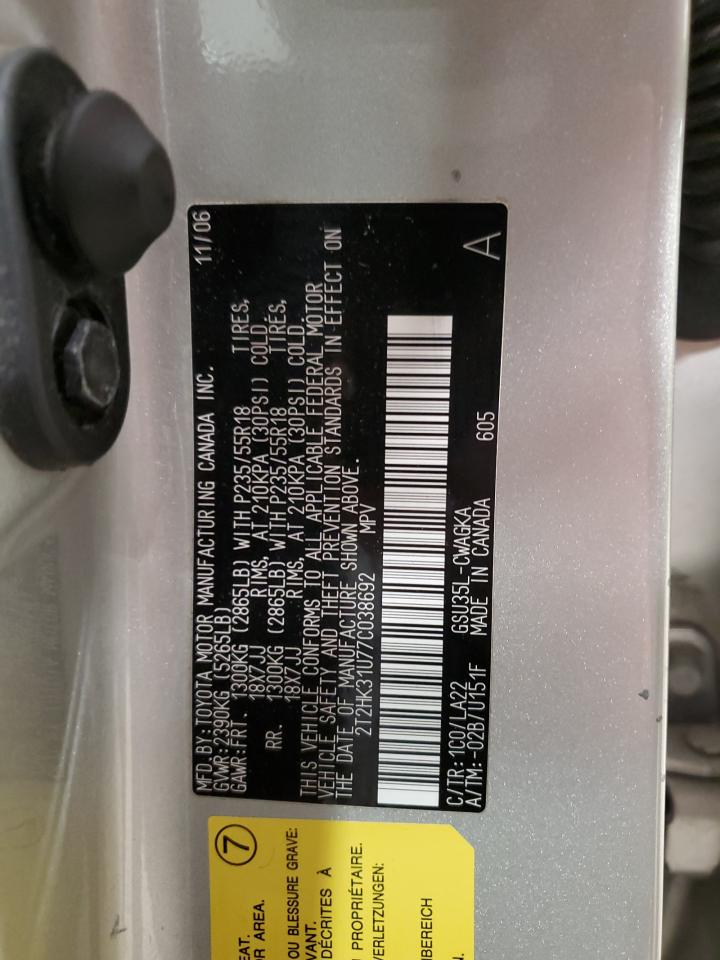 MFD.BY:TOYOTA MOTOR MANUFACTURING CANADA INC. 11/06
GVWR:2390KG(5265LB)
GAWR:FRT. 1300KG (2865LB) WITH P235/55R18 TIRES,
18X7JJ RIMS, AT 210KPA (30PSI) COLD
RR. 1300KG (2865LB) WITH P235/55R18 TIRES,
18X7JJ RIMS, AT 210KPA (30PSI) COLD.
THIS VEHICLE CONFORMS TO ALL APPLICABLE FEDERAL MOTOR
VEHICLE SAFETY AND THEFT PREVENTION STANDARDS IN EFFECT ON
THE DATE OF MANUFACTURE SHOWN ABOVE.
2T2HK31U77C038692 MPV
C/TR:1C0/LA22 GSU35L-CWAGKA A
A/TM:-02B/U151F MADE IN CANADA 605
7
EAT.
OR AREA.
OU BLESSURE GRAVE:
VANT.
DÉCRITES À
PROPRIÉTAIRE.
VERLETZUNGEN:
NBEREICH
N.